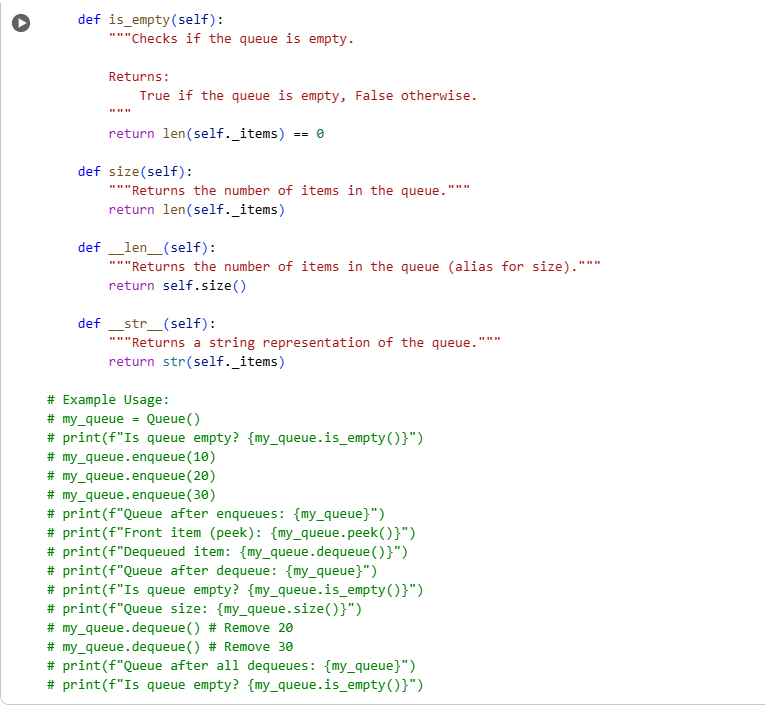 def is_empty(self):
        """Checks if the queue is empty.

        Returns:
            True if the queue is empty, False otherwise.
        """
        return len(self._items) == 0

    def size(self):
        """Returns the number of items in the queue."""
        return len(self._items)

    def __len__(self):
        """Returns the number of items in the queue (alias for size)."""
        return self.size()

    def __str__(self):
        """Returns a string representation of the queue."""
        return str(self._items)

# Example Usage:
# my_queue = Queue()
# print(f"Is queue empty? {my_queue.is_empty()}")
# my_queue.enqueue(10)
# my_queue.enqueue(20)
# my_queue.enqueue(30)
# print(f"Queue after enqueues: {my_queue}")
# print(f"Front item (peek): {my_queue.peek()}")
# print(f"Dequeued item: {my_queue.dequeue()}")
# print(f"Queue after dequeue: {my_queue}")
# print(f"Is queue empty? {my_queue.is_empty()}")
# print(f"Queue size: {my_queue.size()}")
# my_queue.dequeue() # Remove 20
# my_queue.dequeue() # Remove 30
# print(f"Queue after all dequeues: {my_queue}")
# print(f"Is queue empty? {my_queue.is_empty()}")